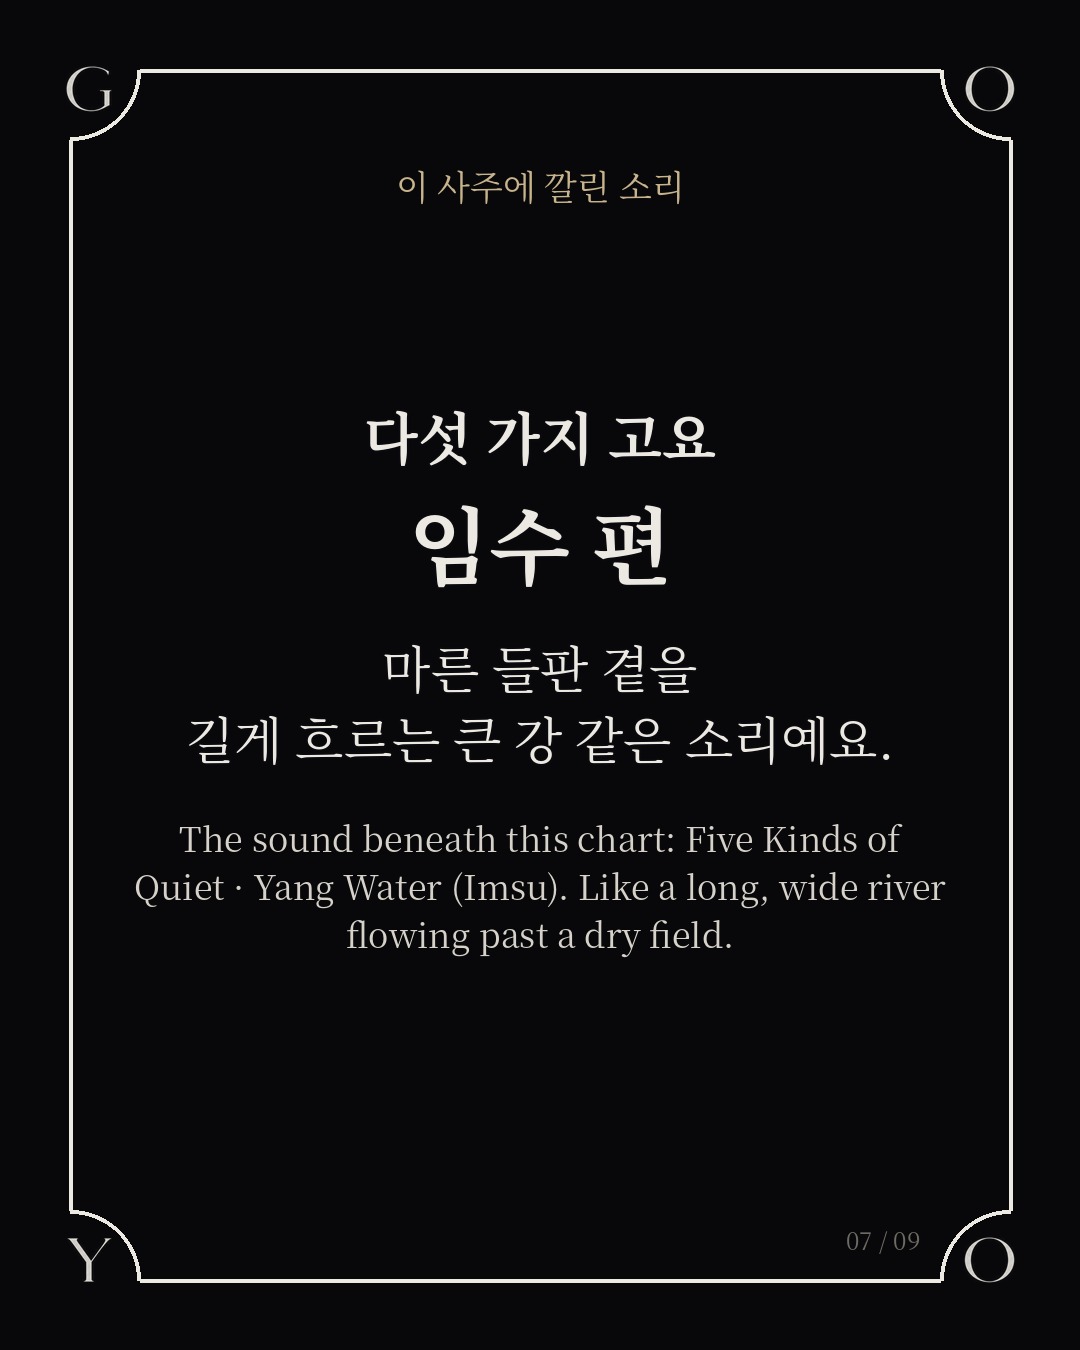 G O
이 사주에 깔린 소리
다섯 가지 고요
임수 편
마른 들판 곁을
길게 흐르는 큰 강 같은 소리예요.
The sound beneath this chart: Five Kinds of
Quiet · Yang Water (Imsu). Like a long, wide river
flowing past a dry field.
07 / 09
Y O